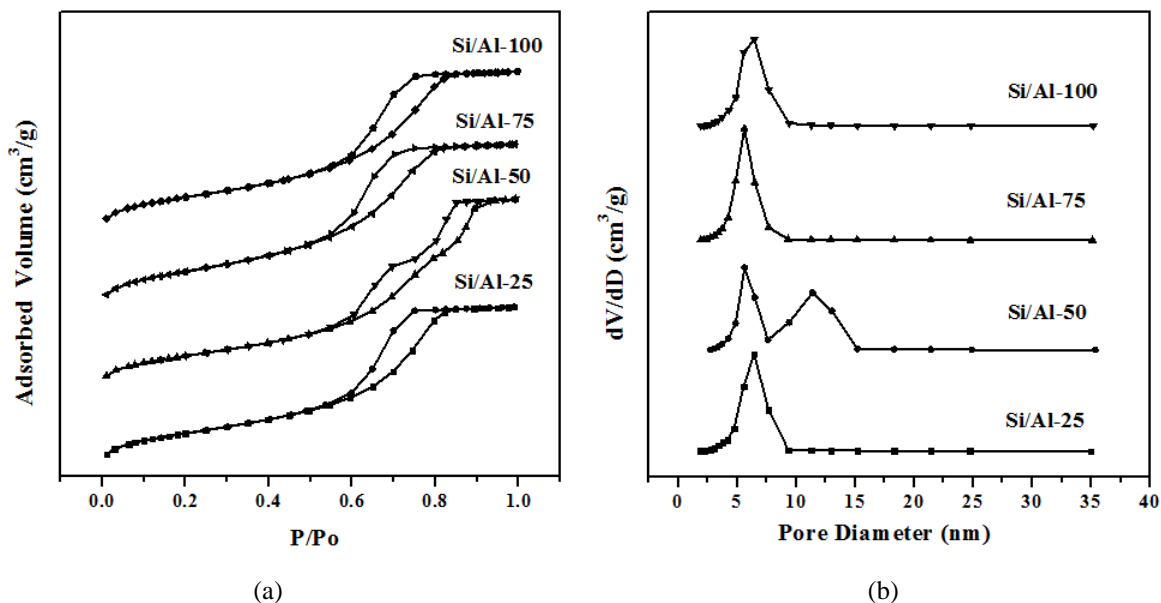 Adsorbed Volume (cm³/g)
Si/Al-100
Si/Al-75
Si/Al-50
Si/Al-25
0.0 0.2 0.4 0.6 0.8 1.0
P/Po
(a)
dV/dD (cm³/g)
Si/Al-100
Si/Al-75
Si/Al-50
Si/Al-25
0 5 10 15 20 25 30 35 40
Pore Diameter (nm)
(b)